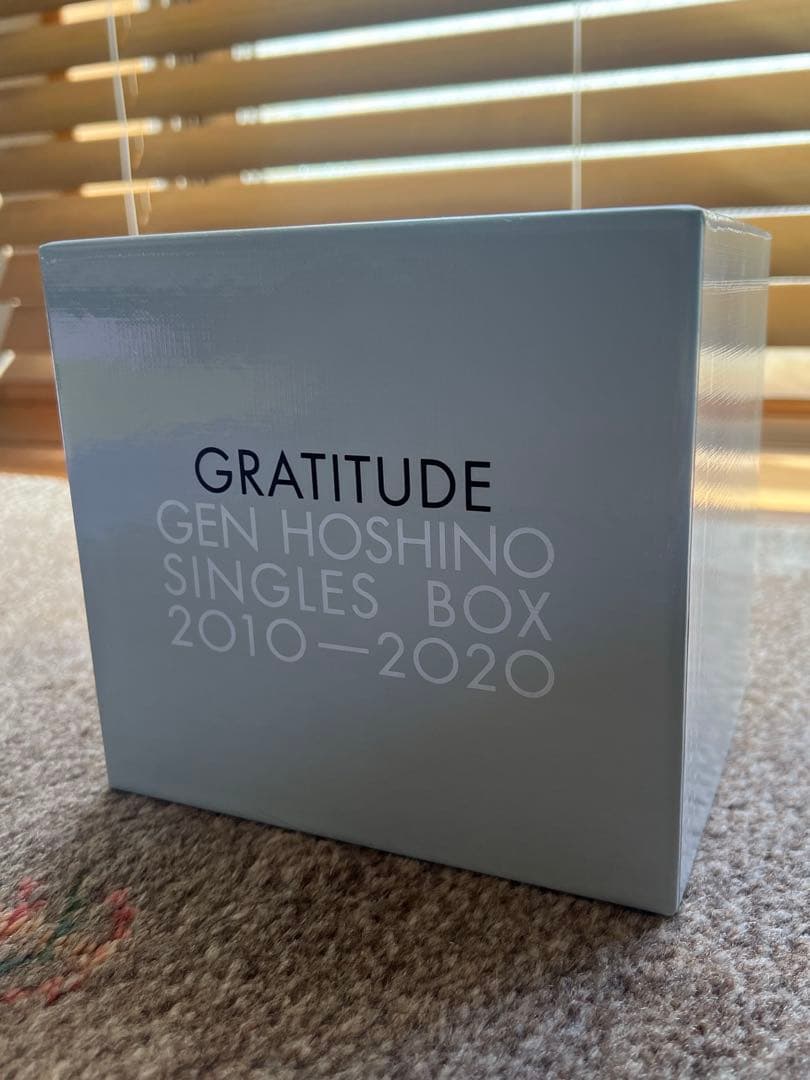 GRATITUDE
GEN HOSHINO
SINGLES BOX
2010—2020